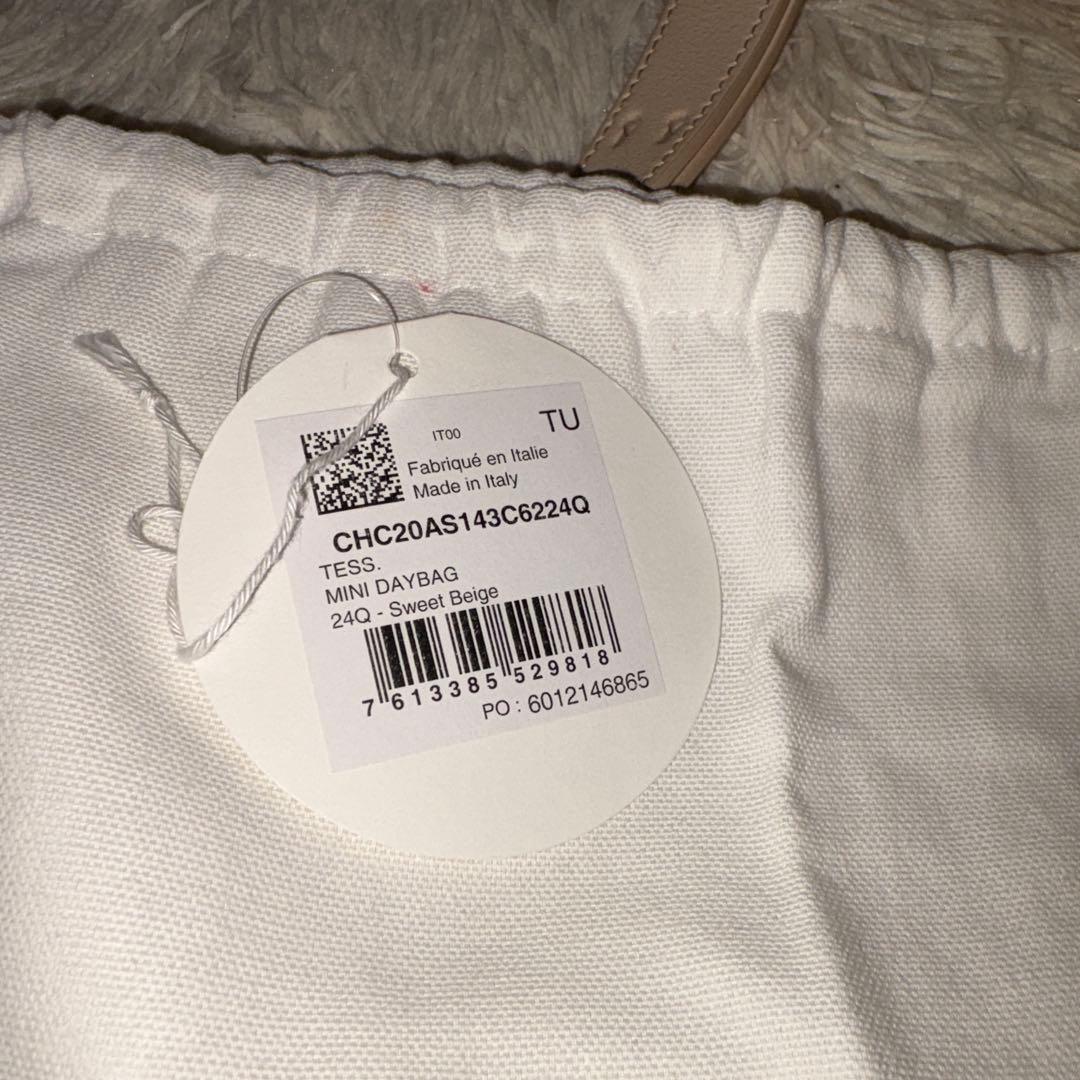 TU
IT00
Fabriqué en Italie
Made in Italy
CHC20AS143C6224Q
TESS.
MINI DAYBAG
24Q - Sweet Beige
7 613385 529818
PO : 6012146865